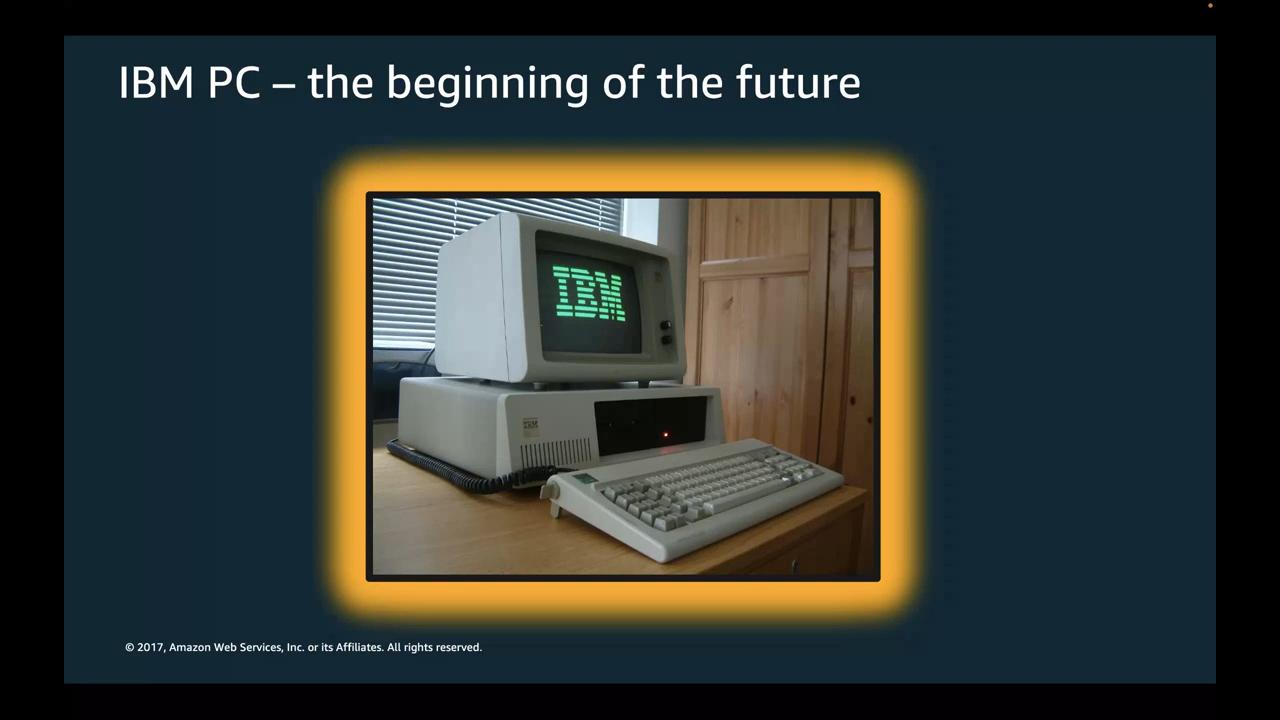 IBM PC – the beginning of the future
IBM
© 2017, Amazon Web Services, Inc. or its Affiliates. All rights reserved.